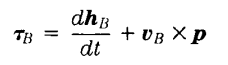 τ_B = dh_B/dt + v_B × p